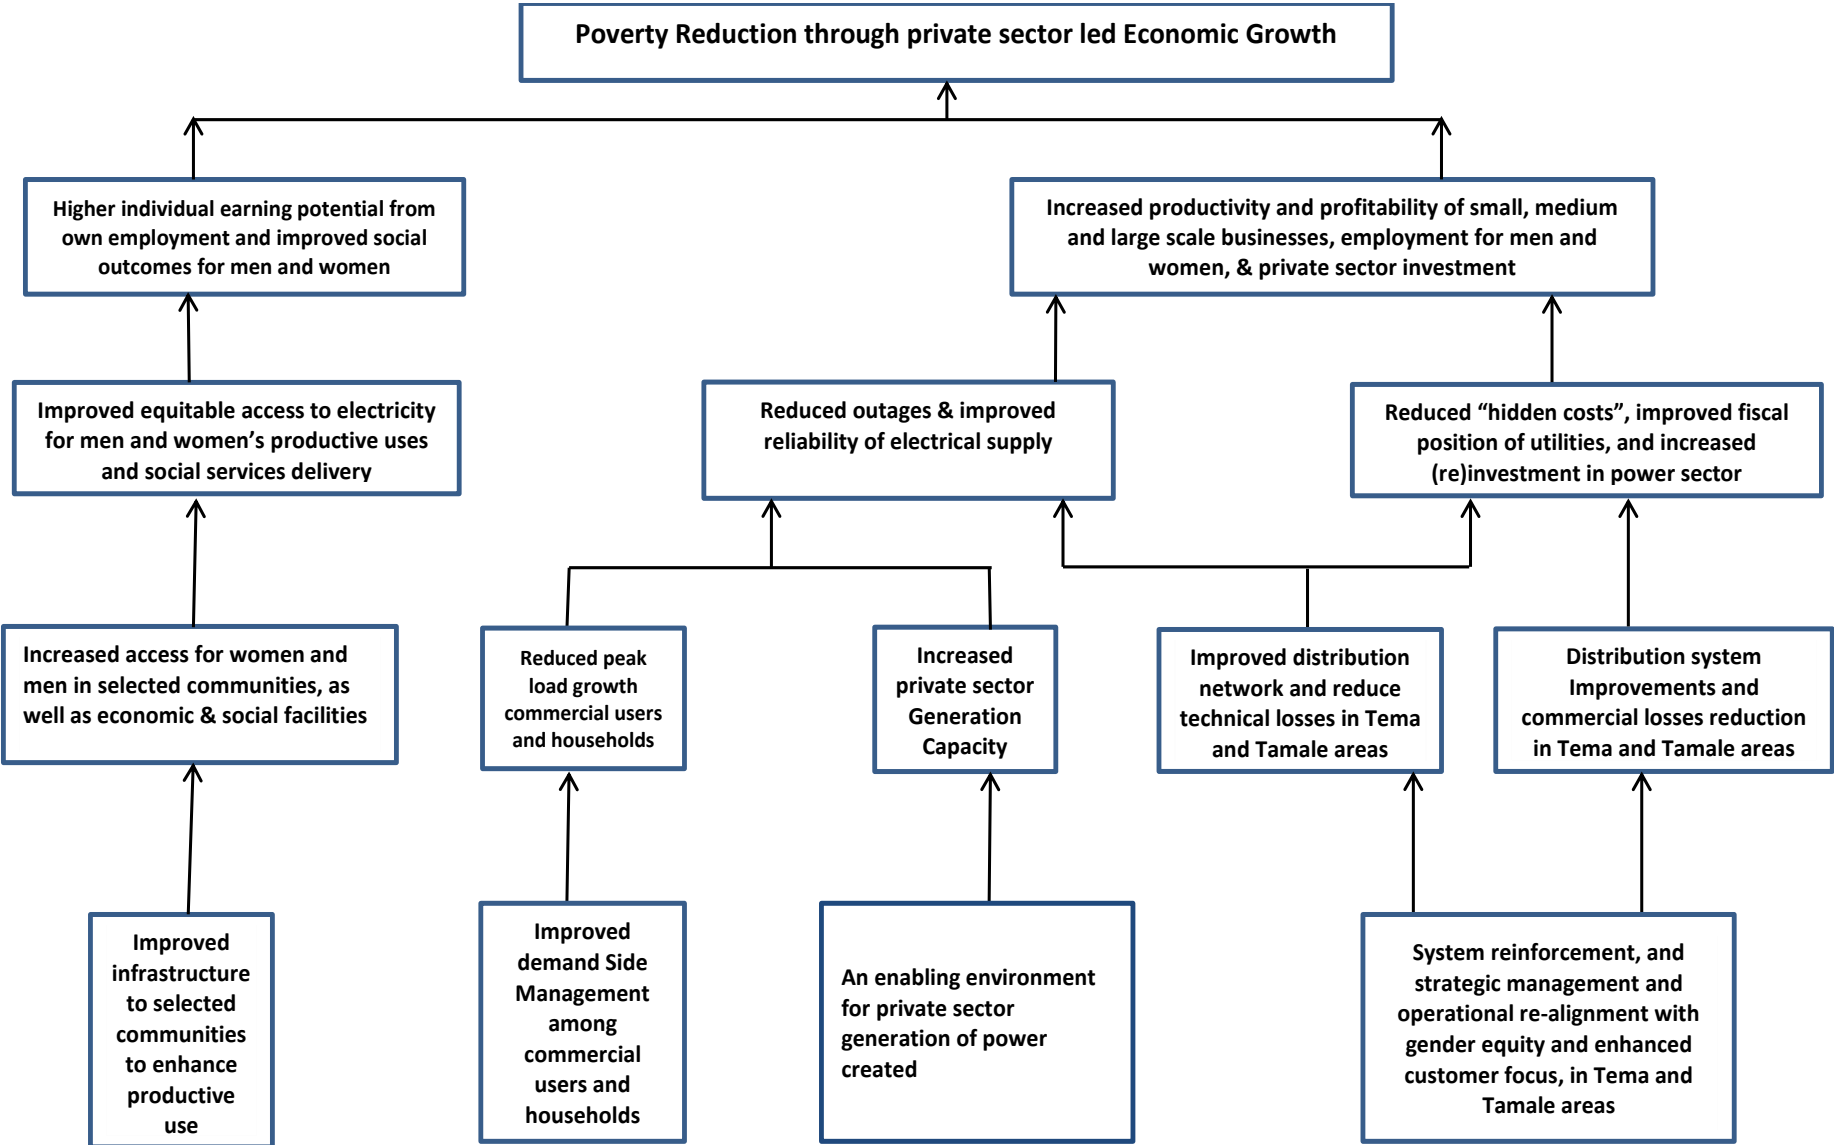 Poverty Reduction through private sector led Economic Growth
Higher individual earning potential from
own employment and improved social
outcomes for men and women
Increased productivity and profitability of small, medium
and large scale businesses, employment for men and
women, & private sector investment
Improved equitable access to electricity
for men and women’s productive uses
and social services delivery
Reduced outages & improved
reliability of electrical supply
Reduced “hidden costs”, improved fiscal
position of utilities, and increased
(re)investment in power sector
Increased access for women and
men in selected communities, as
well as economic & social facilities
Reduced peak
load growth
commercial users
and households
Increased
private sector
Generation
Capacity
Improved distribution
network and reduce
technical losses in Tema
and Tamale areas
Distribution system
Improvements and
commercial losses reduction
in Tema and Tamale areas
Improved
infrastructure
to selected
communities
to enhance
productive
use
Improved
demand Side
Management
among
commercial
users and
households
An enabling environment
for private sector
generation of power
created
System reinforcement, and
strategic management and
operational re-alignment with
gender equity and enhanced
customer focus, in Tema and
Tamale areas